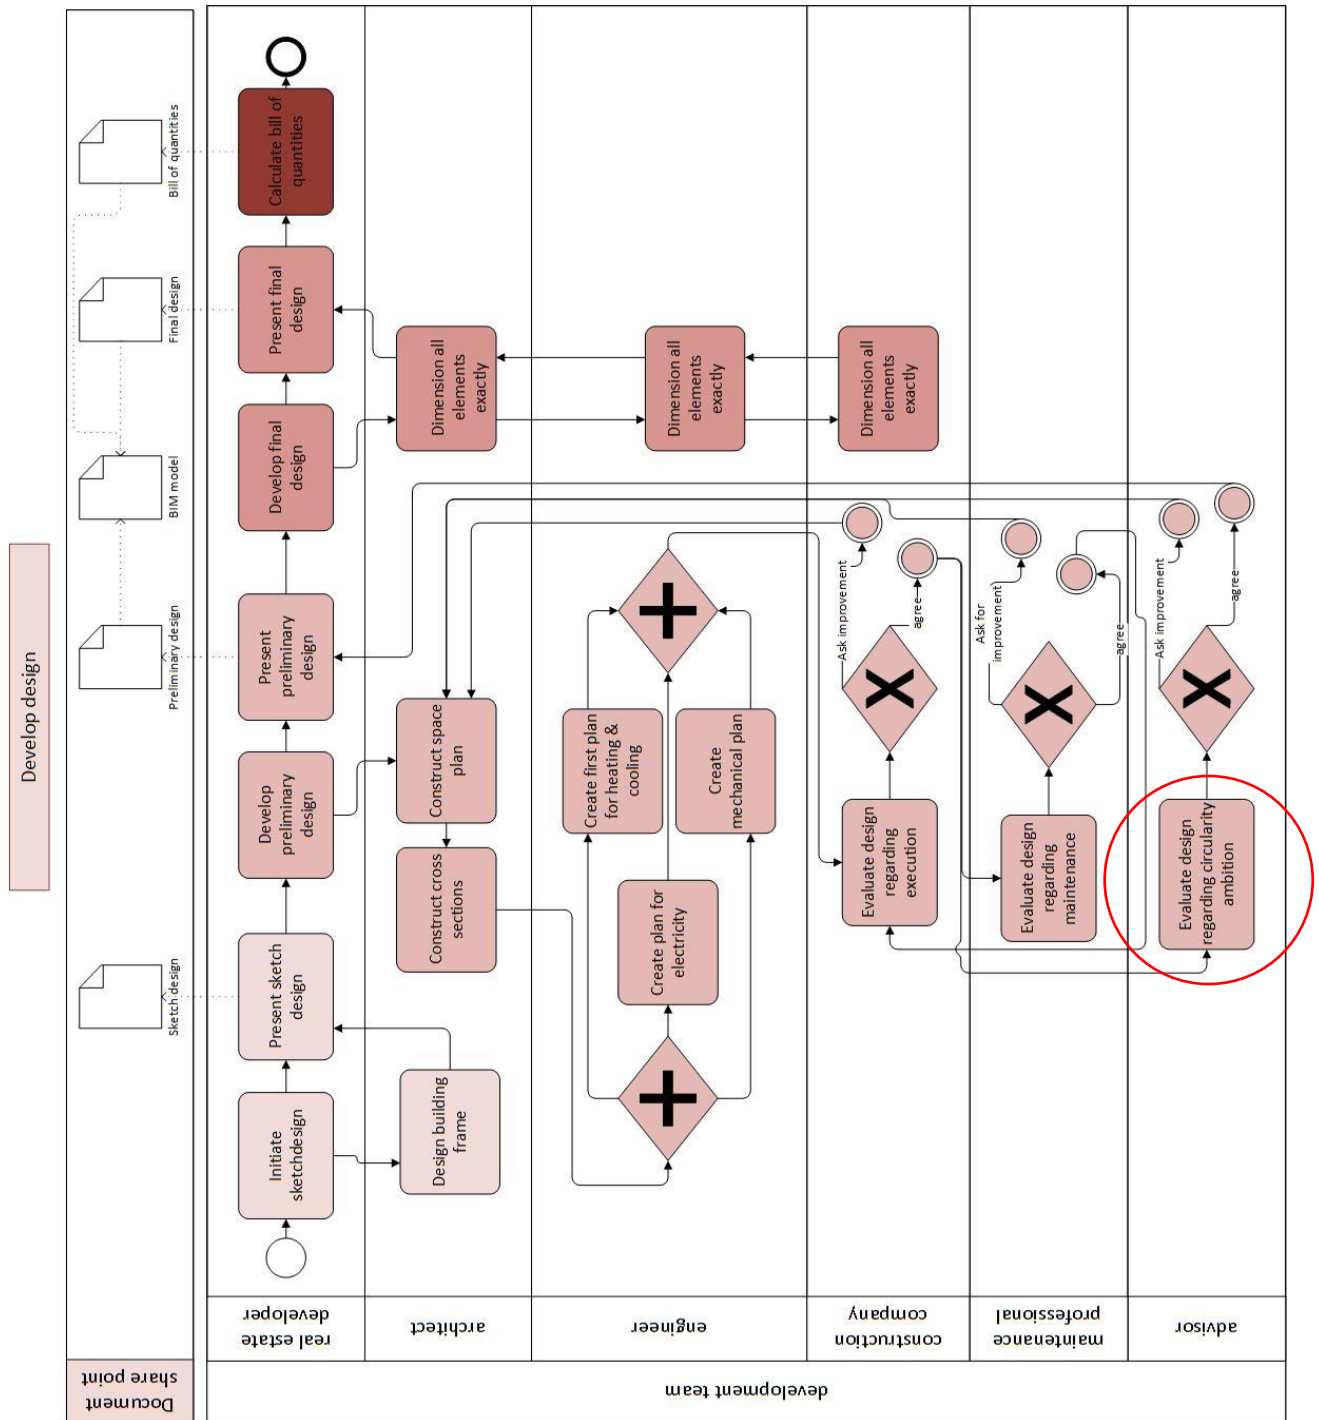 Develop design
Document
share point
Sketch design
Preliminary design
BIM model
Final design
Bill of quantities
development team
real estate
developer
Initiate
sketchdesign
Present sketch
design
Develop
preliminary
design
Present
preliminary
design
Develop final
design
Present final
design
Calculate bill of
quantities
architect
Design building
frame
Construct cross
sections
Construct space
plan
Dimension all
elements
exactly
engineer
Create first plan
for heating &
cooling
Create plan for
electricity
Create
mechanical plan
Dimension all
elements
exactly
construction
company
Evaluate design
regarding
execution
Ask improvement
agree
Dimension all
elements
exactly
maintenance
professional
Evaluate design
regarding
maintenance
Ask for
improvement
agree
advisor
Evaluate design
regarding circularity
ambition
Ask improvement
agree